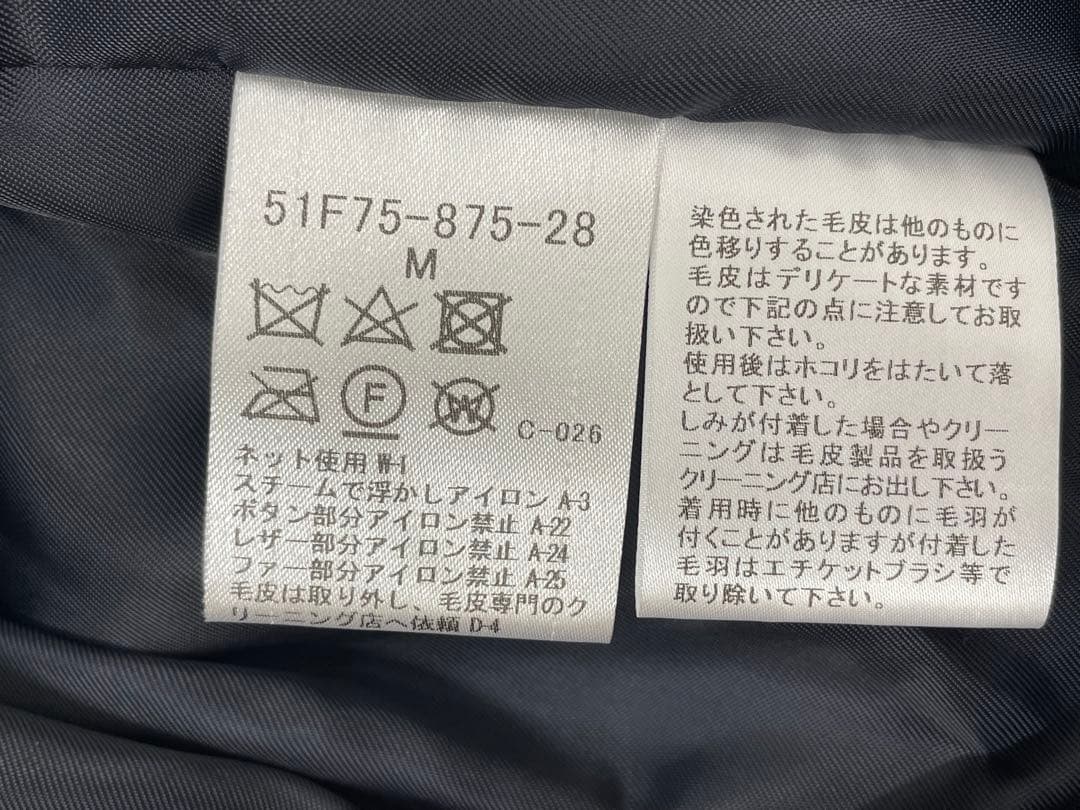 51F75-875-28
M
F
W
C-026
ネット使用 W-1
スチームで浮かしアイロン A-3
ボタン部分アイロン禁止 A-22
レザー部分アイロン禁止 A-24
ファー部分アイロン禁止 A-25
毛皮は取り外し、毛皮専門のク
リーニング店へ依頼 D-4
染色された毛皮は他のものに
色移りすることがあります。
毛皮はデリケートな素材です
ので下記の点に注意してお取
扱い下さい。
使用後はホコリをはたいて落
として下さい。
しみが付着した場合やクリー
ニングは毛皮製品を取扱う
クリーニング店にお出し下さい。
着用時に他のものに毛羽が
付くことがありますが付着した
毛羽はエチケットブラシ等で
取り除いて下さい。